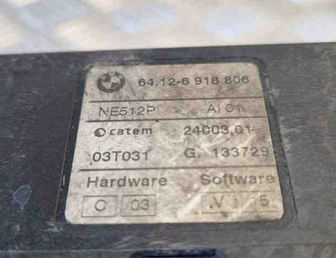 64.12-6 918 806
NE512P AI 01
catem 24C03.01
03T031 G. 133729
Hardware Software
C 03 V 5